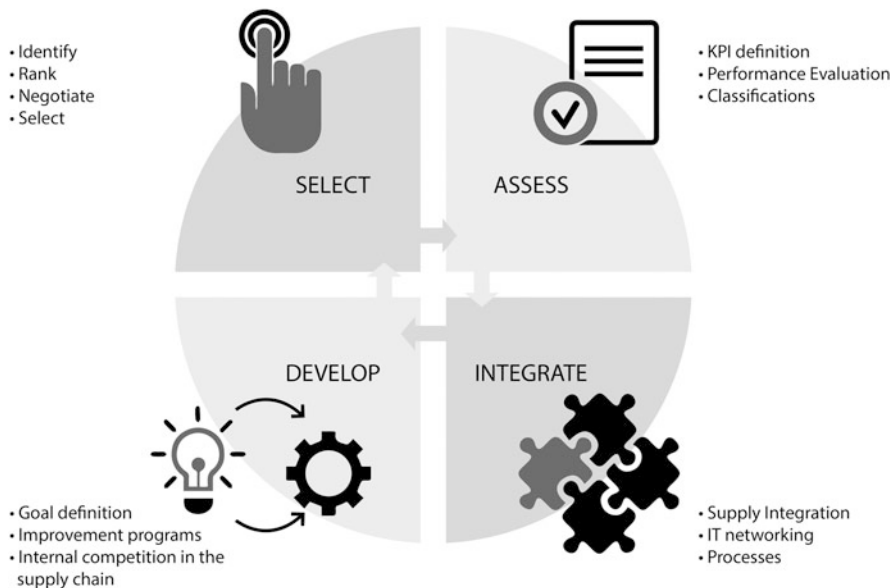 • Identify
• Rank
• Negotiate
• Select
SELECT
ASSESS
• KPI definition
• Performance Evaluation
• Classifications
DEVELOP
INTEGRATE
• Goal definition
• Improvement programs
• Internal competition in the
supply chain
• Supply Integration
• IT networking
• Processes